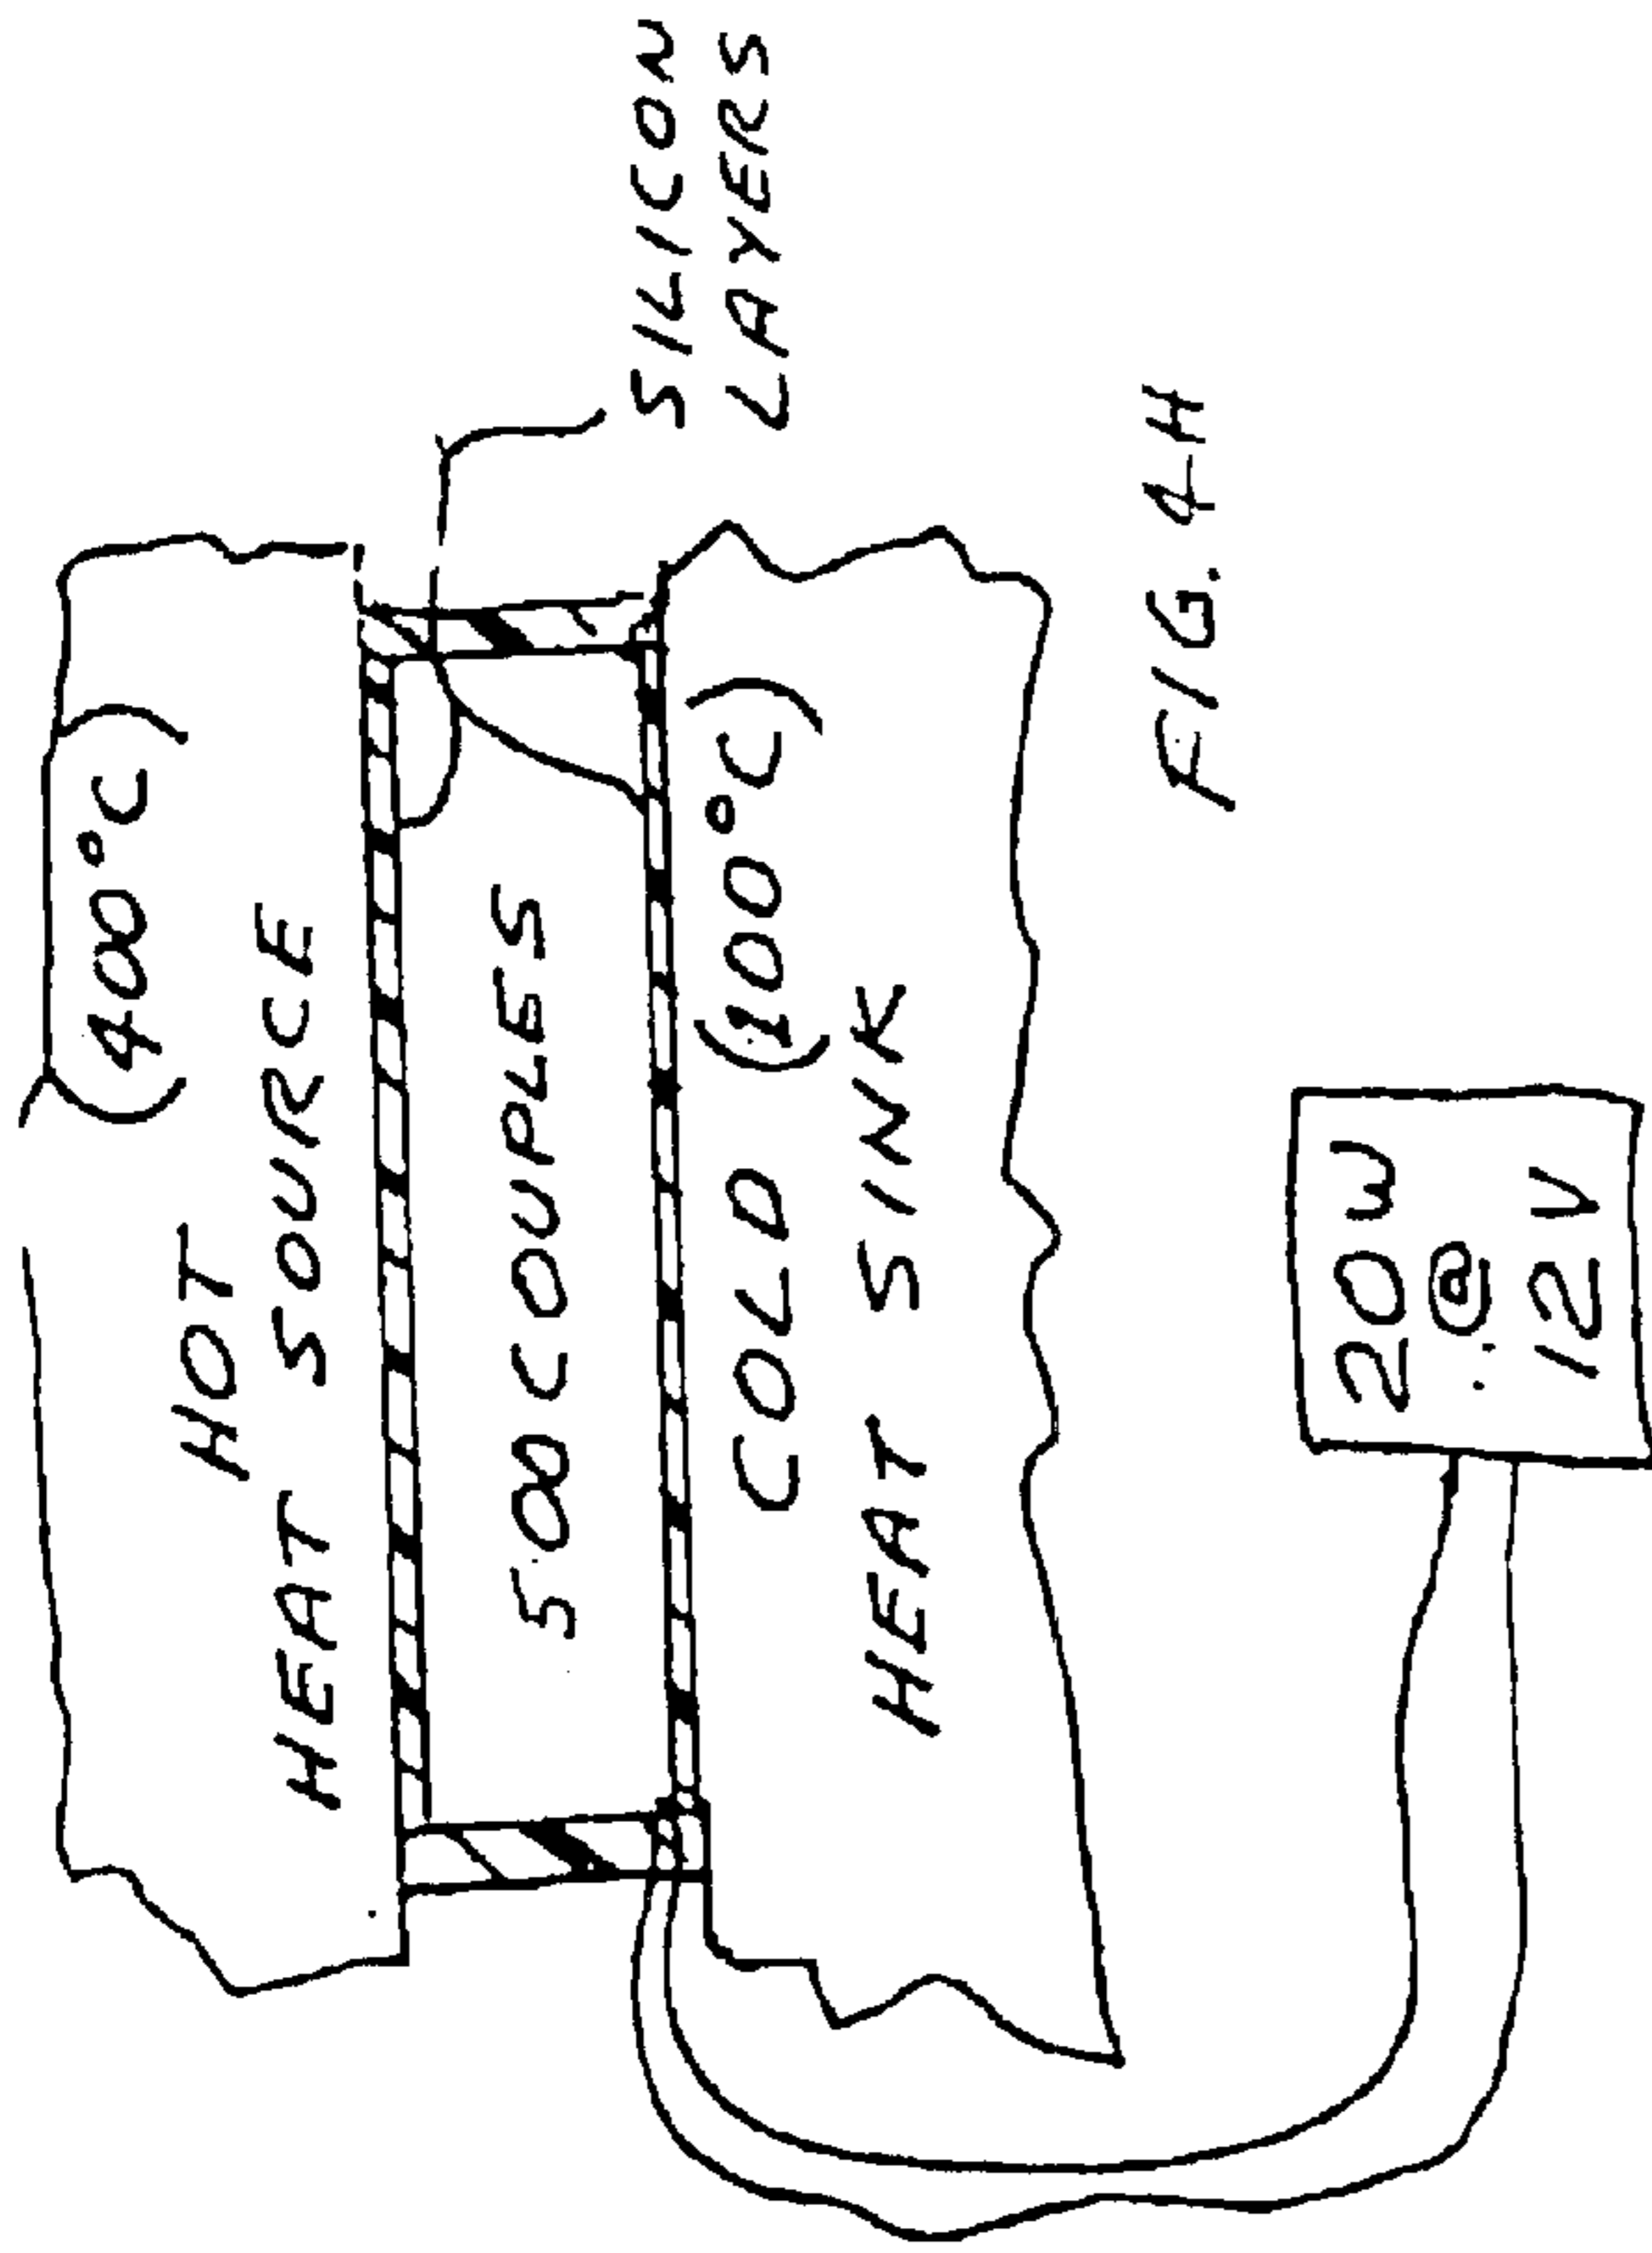 HOT (400°C)
HEAT SOURCE
500 COUPLES
COLD (100°C)
HEAT SINK
SILICON
LAYERS
20W
@
12V
FIG. 4H